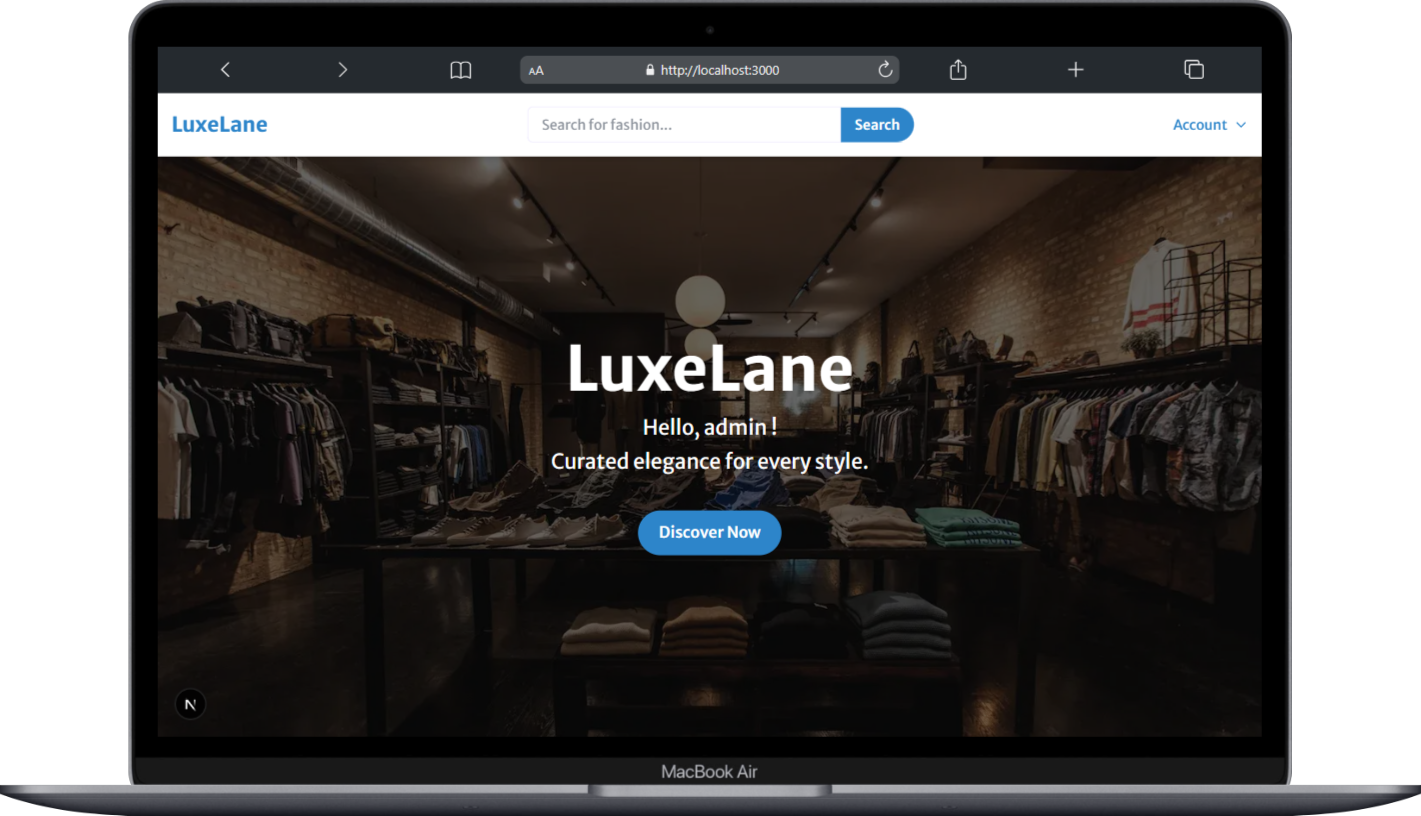 AA
http://localhost:3000
LuxeLane
Search for fashion...
Search
Account
LuxeLane
Hello, admin !
Curated elegance for every style.
Discover Now
N
MacBook Air